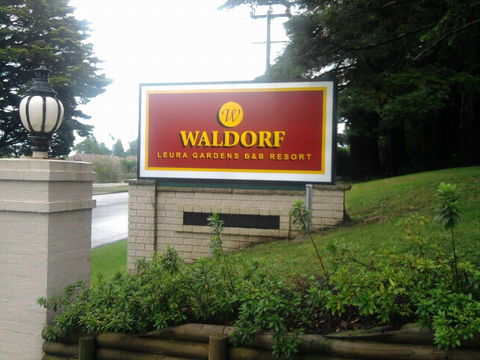 W
WALDORF
LEURA GARDENS B&B RESORT